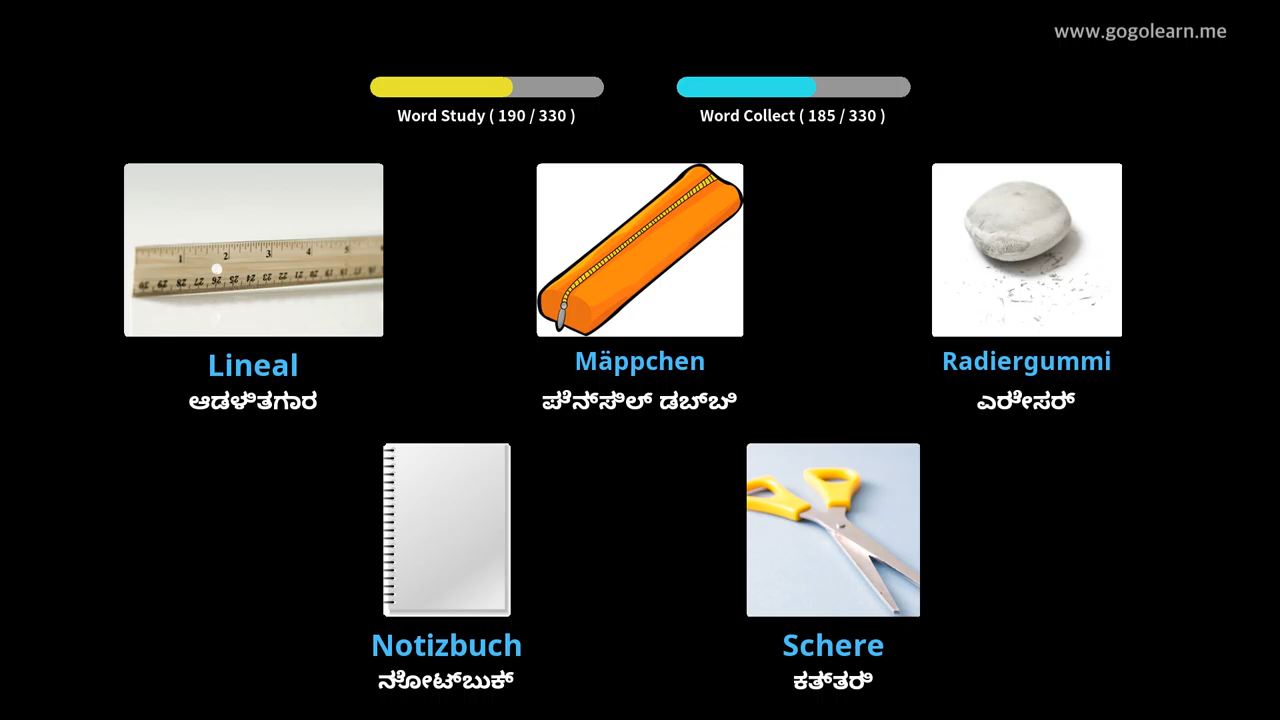 www.gogolearn.me
Word Study ( 190 / 330 )
Word Collect ( 185 / 330 )
Lineal
ಆಡಳಿತಗಾರ
Mäppchen
ಪೆನ್ಸಿಲ್ ಡಬ್ಬಿ
Radiergummi
ಎರೇಸರ್
Notizbuch
ನೋಟ್ಬುಕ್
Schere
ಕತ್ತರಿ